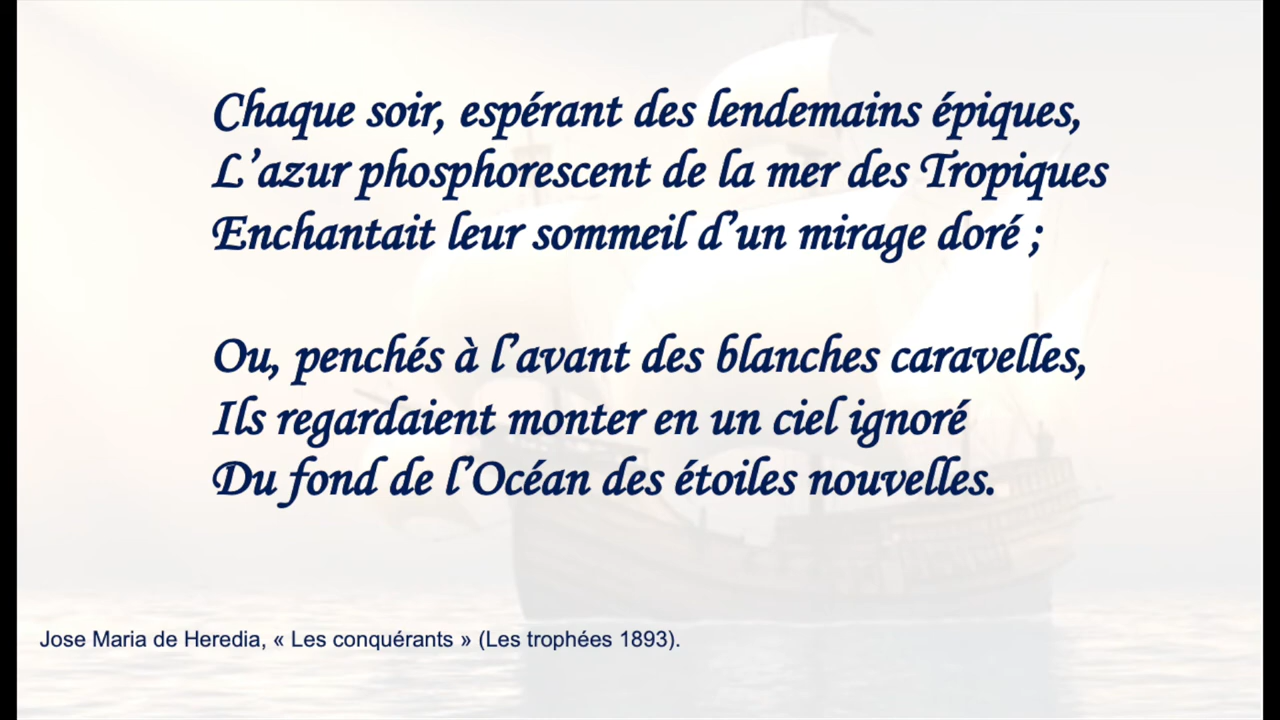 Chaque soir, espérant des lendemains épiques,
L’azur phosphorescent de la mer des Tropiques
Enchantait leur sommeil d’un mirage doré ;
Ou, penchés à l’avant des blanches caravelles,
Ils regardaient monter en un ciel ignoré
Du fond de l’Océan des étoiles nouvelles.
Jose Maria de Heredia, « Les conquérants » (Les trophées 1893).